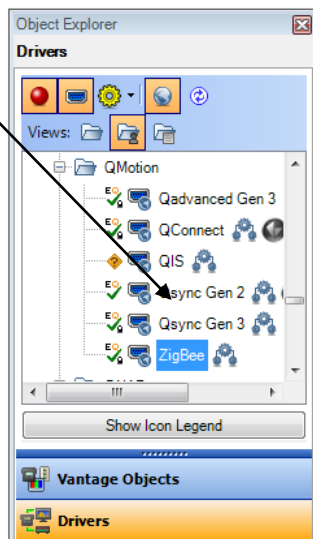 Object Explorer
Drivers
Views:
QMotion
Qadvanced Gen 3
QConnect
QIS
sync Gen 2
Qsync Gen 3
ZigBee
Show Icon Legend
Vantage Objects
Drivers